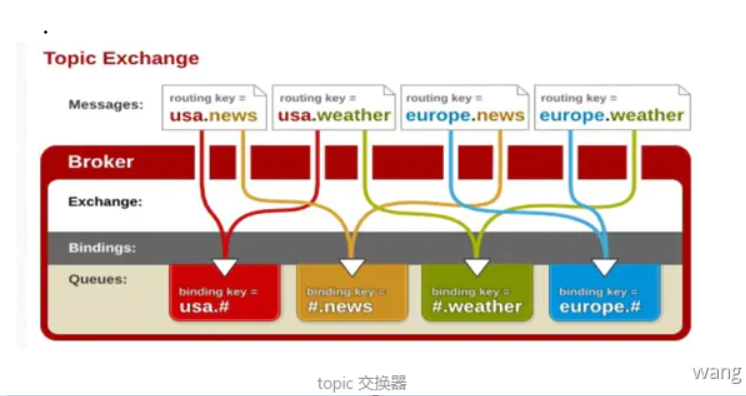 Topic Exchange
Messages:
routing key =
usa.news
routing key =
usa.weather
routing key =
europe.news
routing key =
europe.weather
Broker
Exchange:
Bindings:
Queues:
binding key =
usa.#
binding key =
#.news
binding key =
#.weather
binding key =
europe.#
topic 交换器
wang